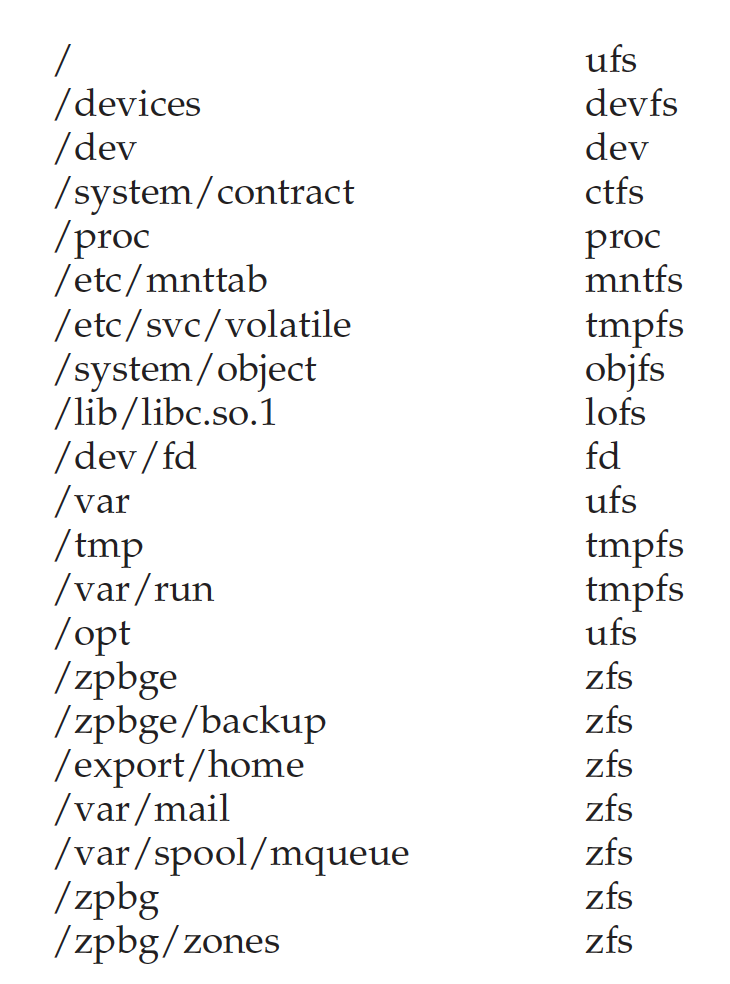 / ufs
/devices devfs
/dev dev
/system/contract ctfs
/proc proc
/etc/mnttab mntfs
/etc/svc/volatile tmpfs
/system/object objfs
/lib/libc.so.1 lofs
/dev/fd fd
/var ufs
/tmp tmpfs
/var/run tmpfs
/opt ufs
/zpbge zfs
/zpbge/backup zfs
/export/home zfs
/var/mail zfs
/var/spool/mqueue zfs
/zpbg zfs
/zpbg/zones zfs